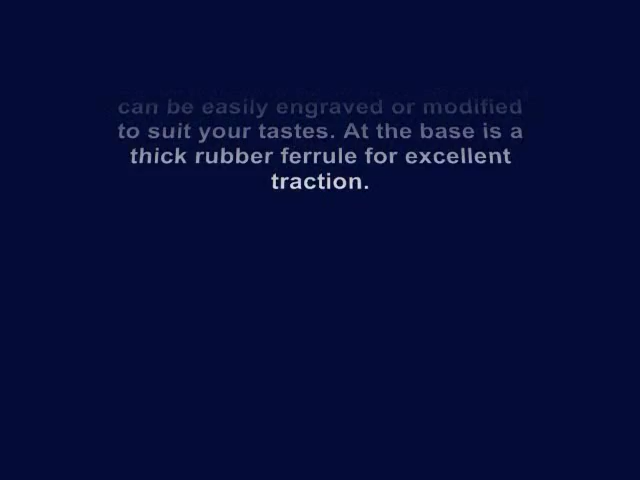 can be easily engraved or modified
to suit your tastes. At the base is a
thick rubber ferrule for excellent
traction.